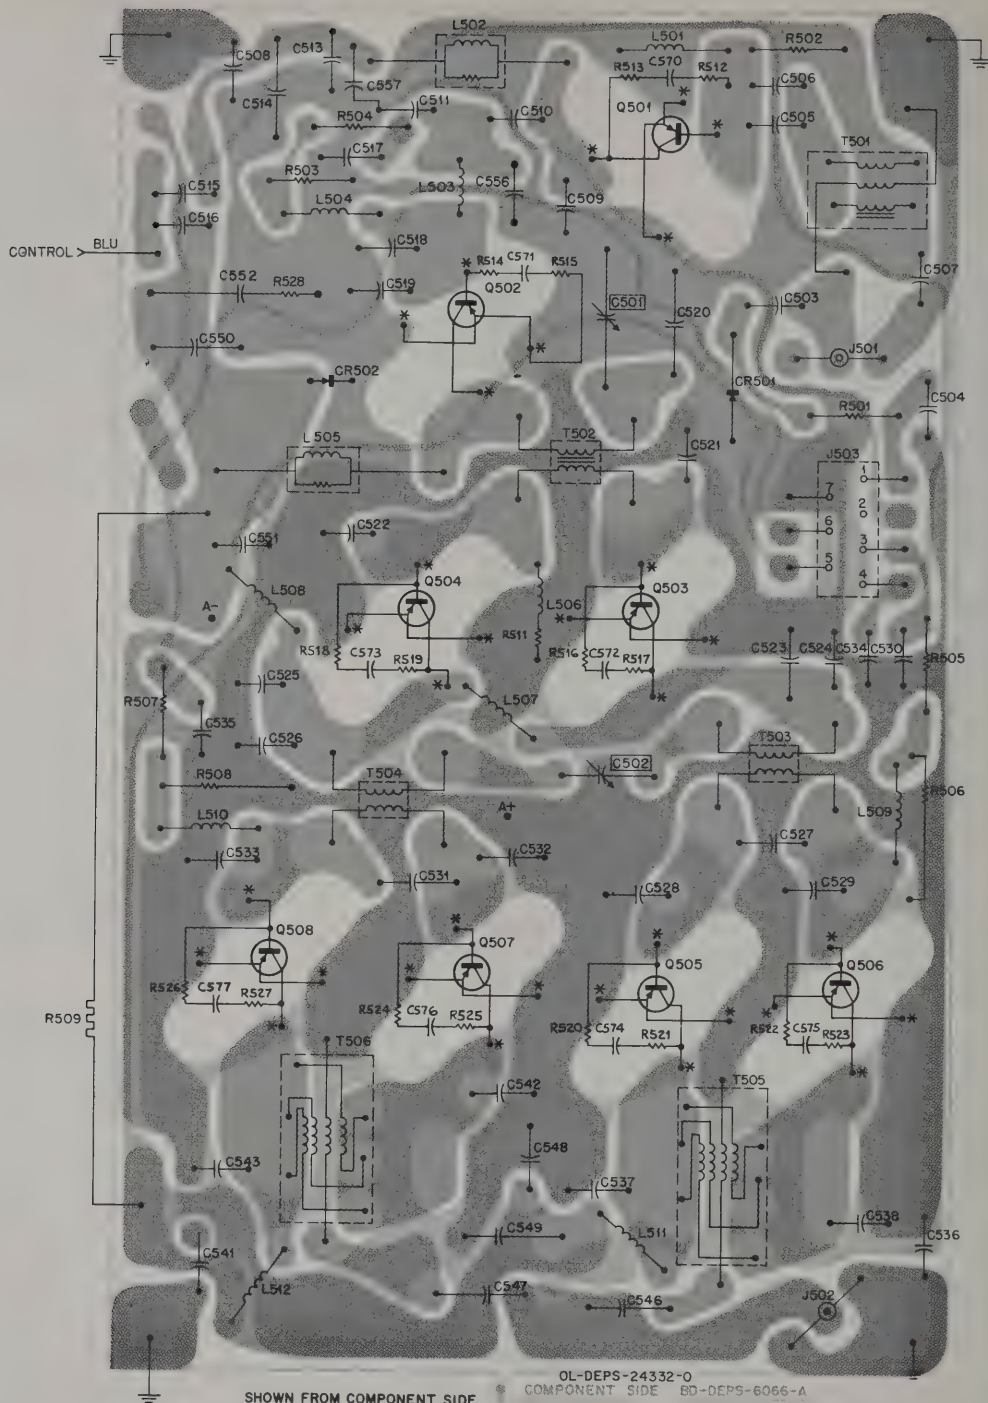 L502
C513
L501
R502
C508
R513 C570 R512
C557
C506
C514
C511
Q501
C510
R504
C505
T501
C517
R503
L503
C556
C515
L504
C509
C516
CONTROL BLU
C518
C507
C552 R528
R514 C571 R515
Q502
C519
C501
C503
C520
C550
J501
CR502
CR501
C504
R501
L505
T502
C521
J503
1
7
2
C522
6
C551
3
5
Q504
4
L508
Q503
L506
A-
R511
R518
C573 R519
R516
C572 R517
C523 C524 C534 C530
R505
C525
R507
L507
C535
C526
T503
C502
T504
R508
R506
A+
L509
L510
C527
C532
C533
C531
C528
C529
Q508
Q507
Q505
Q506
R526
C577 R527
R524
C576 R525
R509
R520
C574 R521
R522
C575 R523
T506
T505
C542
C548
C543
C537
C538
C549
L511
C536
C541
L512
C547
J502
C546
OL-DEPS-24332-0
SHOWN FROM COMPONENT SIDE
* COMPONENT SIDE BD-DEPS-6066-A